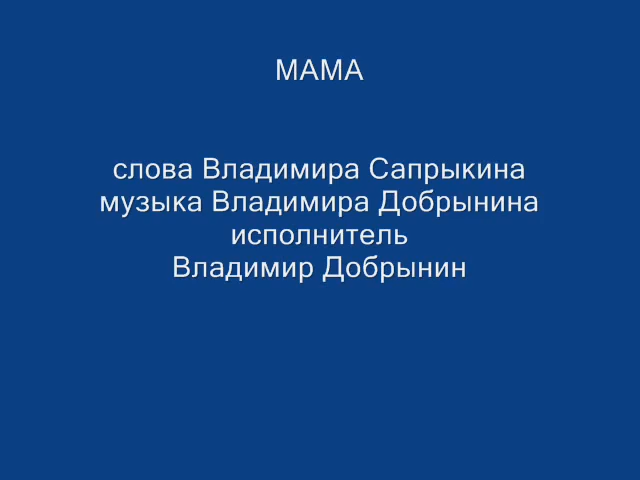 МАМА
слова Владимира Сапрыкина
музыка Владимира Добрынина
исполнитель
Владимир Добрынин